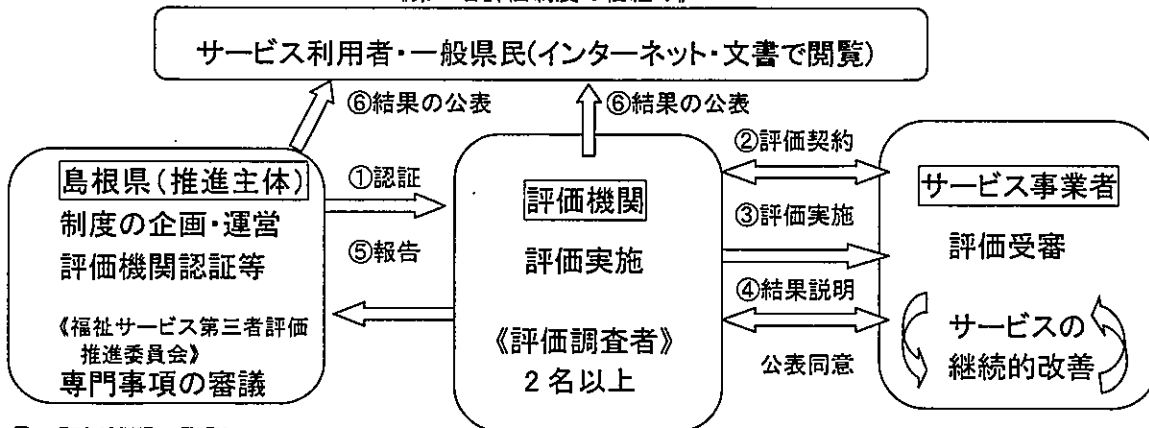 サービス利用者・一般県民(インターネット・文書で閲覧)
⑥結果の公表
⑥結果の公表
島根県(推進主体)
制度の企画・運営
評価機関認証等
《福祉サービス第三者評価
推進委員会》
専門事項の審議
①認証
⑤報告
評価機関
評価実施
《評価調査者》
2名以上
②評価契約
③評価実施
④結果説明
公表同意
サービス事業者
評価受審
サービスの
継続的改善